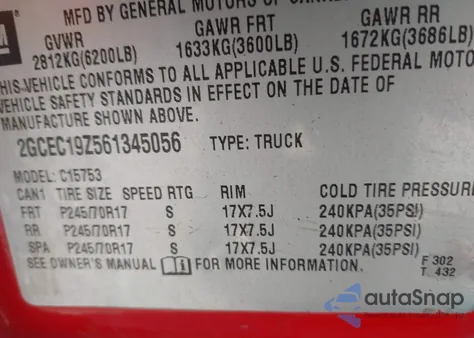 GM
MFD BY GENERAL MOTORS OF
GVWR GAWR FRT GAWR RR
2812KG(6200LB) 1633KG(3600LB) 1672KG(3686LB)
THIS VEHICLE CONFORMS TO ALL APPLICABLE U.S. FEDERAL MOTO
VEHICLE SAFETY STANDARDS IN EFFECT ON THE DATE OF
MANUFACTURE SHOWN ABOVE.
2GCEC19Z561345056 TYPE: TRUCK
MODEL: C15753
CAN1 TIRE SIZE SPEED RTG RIM COLD TIRE PRESSURE
FRT P245/70R17 S 17X7.5J 240KPA(35PSI)
RR P245/70R17 S 17X7.5J 240KPA(35PSI)
SPA P245/70R17 S 17X7.5J 240KPA(35PSI)
SEE OWNER'S MANUAL FOR MORE INFORMATION. F 302
T 432
autoSnap